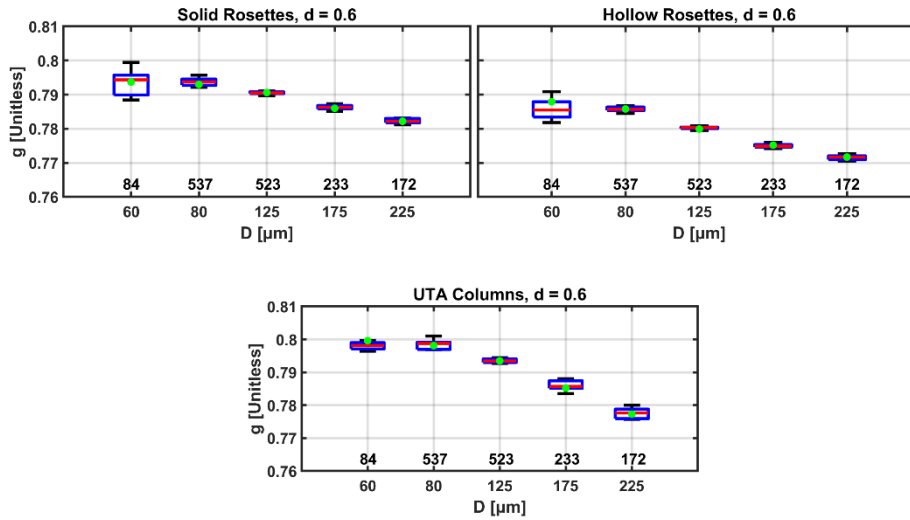 Solid Rosettes, d = 0.6
g [Unitless]
0.81
0.8
0.79
0.78
0.77
0.76
84 537 523 233 172
60 80 125 175 225
D [µm]
Hollow Rosettes, d = 0.6
84 537 523 233 172
60 80 125 175 225
D [µm]
UTA Columns, d = 0.6
g [Unitless]
0.81
0.8
0.79
0.78
0.77
0.76
84 537 523 233 172
60 80 125 175 225
D [µm]